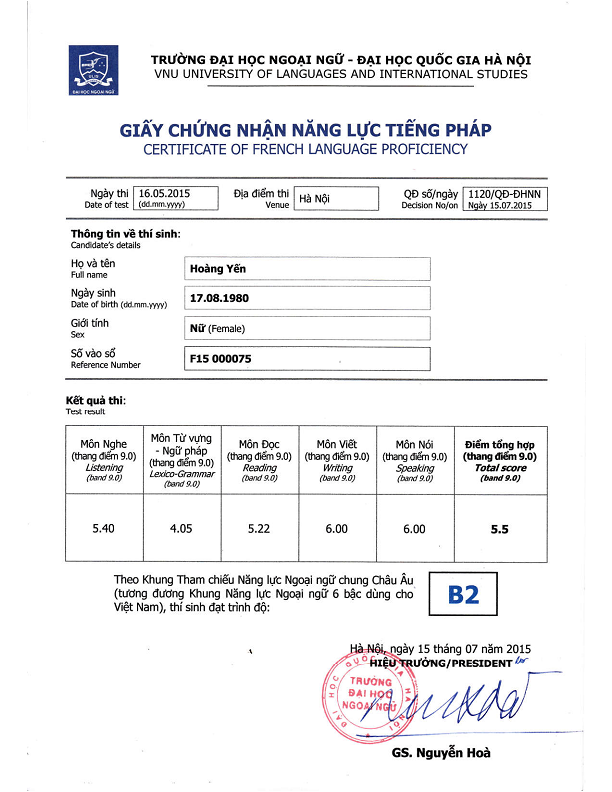 TRƯỜNG ĐẠI HỌC NGOẠI NGỮ - ĐẠI HỌC QUỐC GIA HÀ NỘI
VNU UNIVERSITY OF LANGUAGES AND INTERNATIONAL STUDIES
ULIS
ĐẠI HỌC NGOẠI NGỮ
GIẤY CHỨNG NHẬN NĂNG LỰC TIẾNG PHÁP
CERTIFICATE OF FRENCH LANGUAGE PROFICIENCY
Ngày thi 16.05.2015 Địa điểm thi Hà Nội QĐ số/ngày 1120/QĐ-ĐHNN
Date of test (dd.mm.yyyy) Venue Decision No/on Ngày 15.07.2015
Thông tin về thí sinh:
Candidate's details
Họ và tên
Full name
Hoàng Yến
Ngày sinh
Date of birth (dd.mm.yyyy)
17.08.1980
Giới tính
Sex
Nữ (Female)
Số vào sổ
Reference Number
F15 000075
Kết quả thi:
Test result
Môn Nghe
(thang điểm 9.0)
Listening
(band 9.0)
Môn Từ vựng
- Ngữ pháp
(thang điểm 9.0)
Lexico-Grammar
(band 9.0)
Môn Đọc
(thang điểm 9.0)
Reading
(band 9.0)
Môn Viết
(thang điểm 9.0)
Writing
(band 9.0)
Môn Nói
(thang điểm 9.0)
Speaking
(band 9.0)
Điểm tổng hợp
(thang điểm 9.0)
Total score
(band 9.0)
5.40 4.05 5.22 6.00 6.00 5.5
Theo Khung Tham chiếu Năng lực Ngoại ngữ chung Châu Âu
(tương đương Khung Năng lực Ngoại ngữ 6 bậc dùng cho
Việt Nam), thí sinh đạt trình độ:
B2
Hà Nội, ngày 15 tháng 07 năm 2015
HIỆU TRƯỞNG/PRESIDENT
ĐẠI HỌC QUỐC GIA HÀ NỘI
TRƯỜNG
ĐẠI HỌC
NGOẠI NGỮ
GS. Nguyễn Hoà